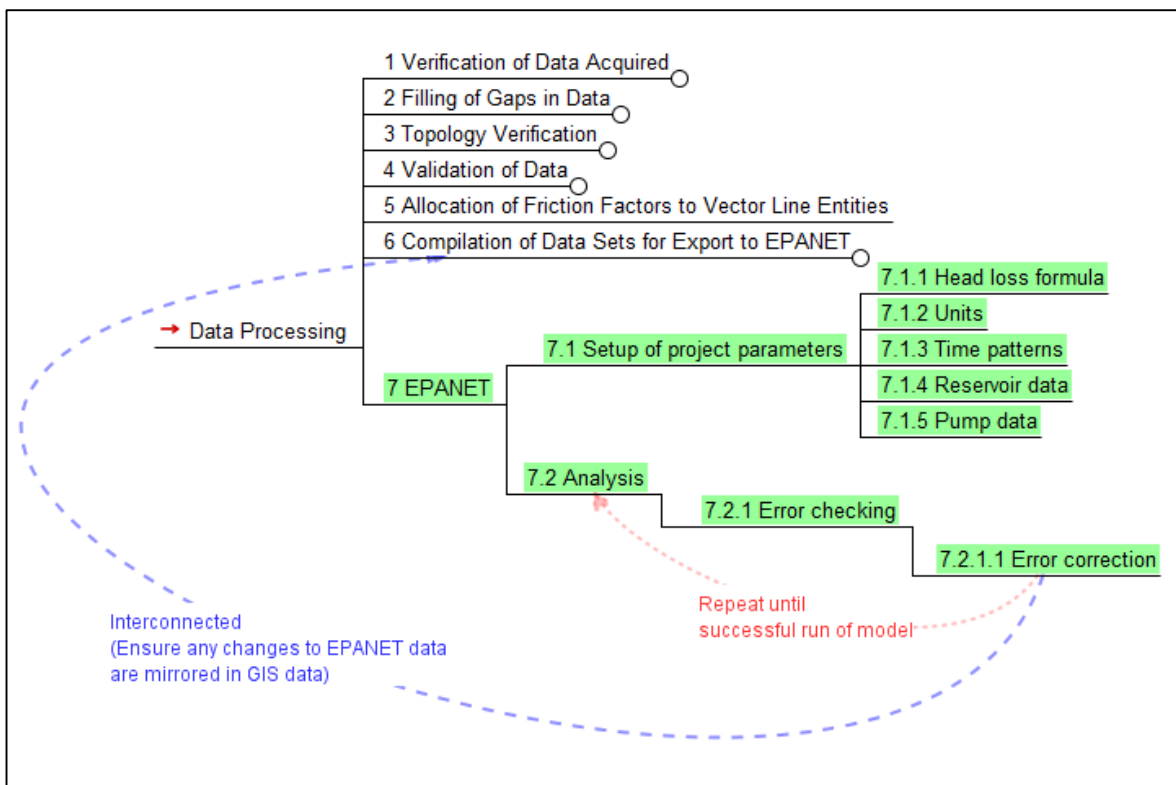 1 Verification of Data Acquired
2 Filling of Gaps in Data
3 Topology Verification
4 Validation of Data
5 Allocation of Friction Factors to Vector Line Entities
6 Compilation of Data Sets for Export to EPANET
7.1.1 Head loss formula
7.1.2 Units
Data Processing
7.1 Setup of project parameters
7.1.3 Time patterns
7 EPANET
7.1.4 Reservoir data
7.1.5 Pump data
7.2 Analysis
7.2.1 Error checking
7.2.1.1 Error correction
Repeat until
successful run of model
Interconnected
(Ensure any changes to EPANET data
are mirrored in GIS data)